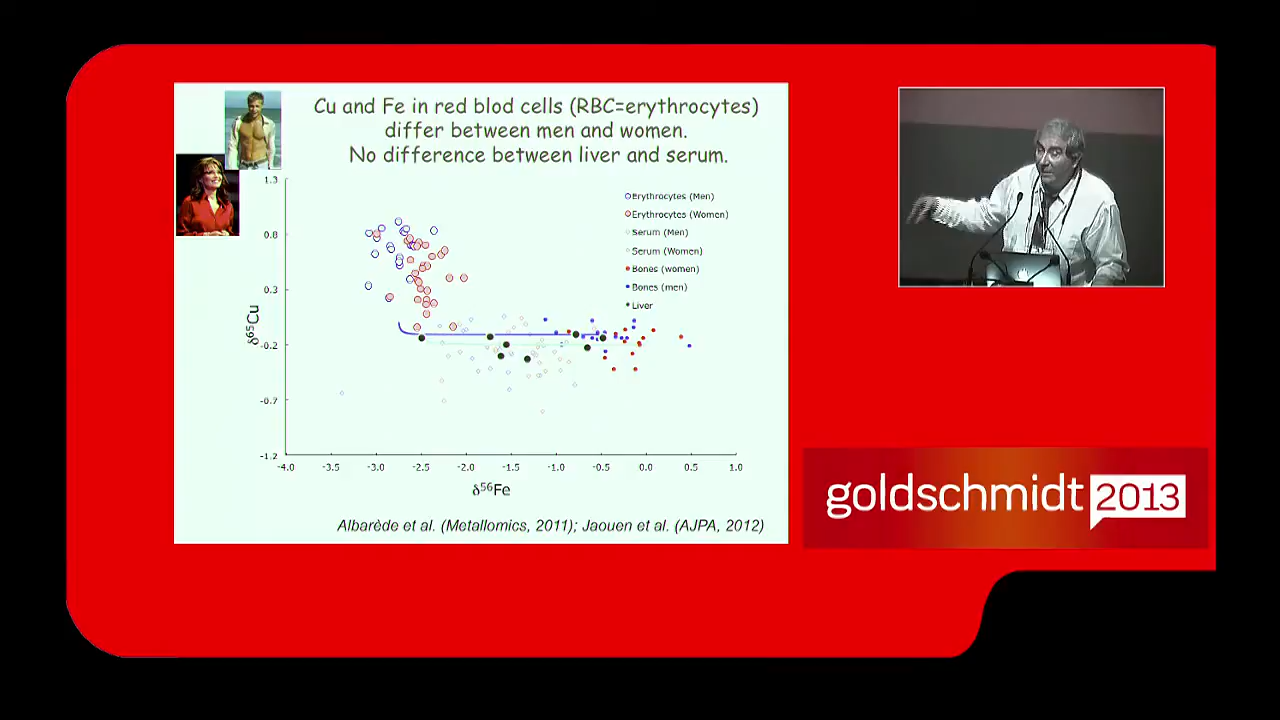 Cu and Fe in red blod cells (RBC=erythrocytes)
differ between men and women.
No difference between liver and serum.
1.3
0.8
0.3
-0.2
-0.7
-1.2
δ65Cu
Erythrocytes (Men)
Erythrocytes (Women)
Serum (Men)
Serum (Women)
Bones (women)
Bones (men)
Liver
-4.0 -3.5 -3.0 -2.5 -2.0 -1.5 -1.0 -0.5 0.0 0.5 1.0
δ56Fe
Albarède et al. (Metallomics, 2011); Jaouen et al. (AJPA, 2012)
goldschmidt 2013